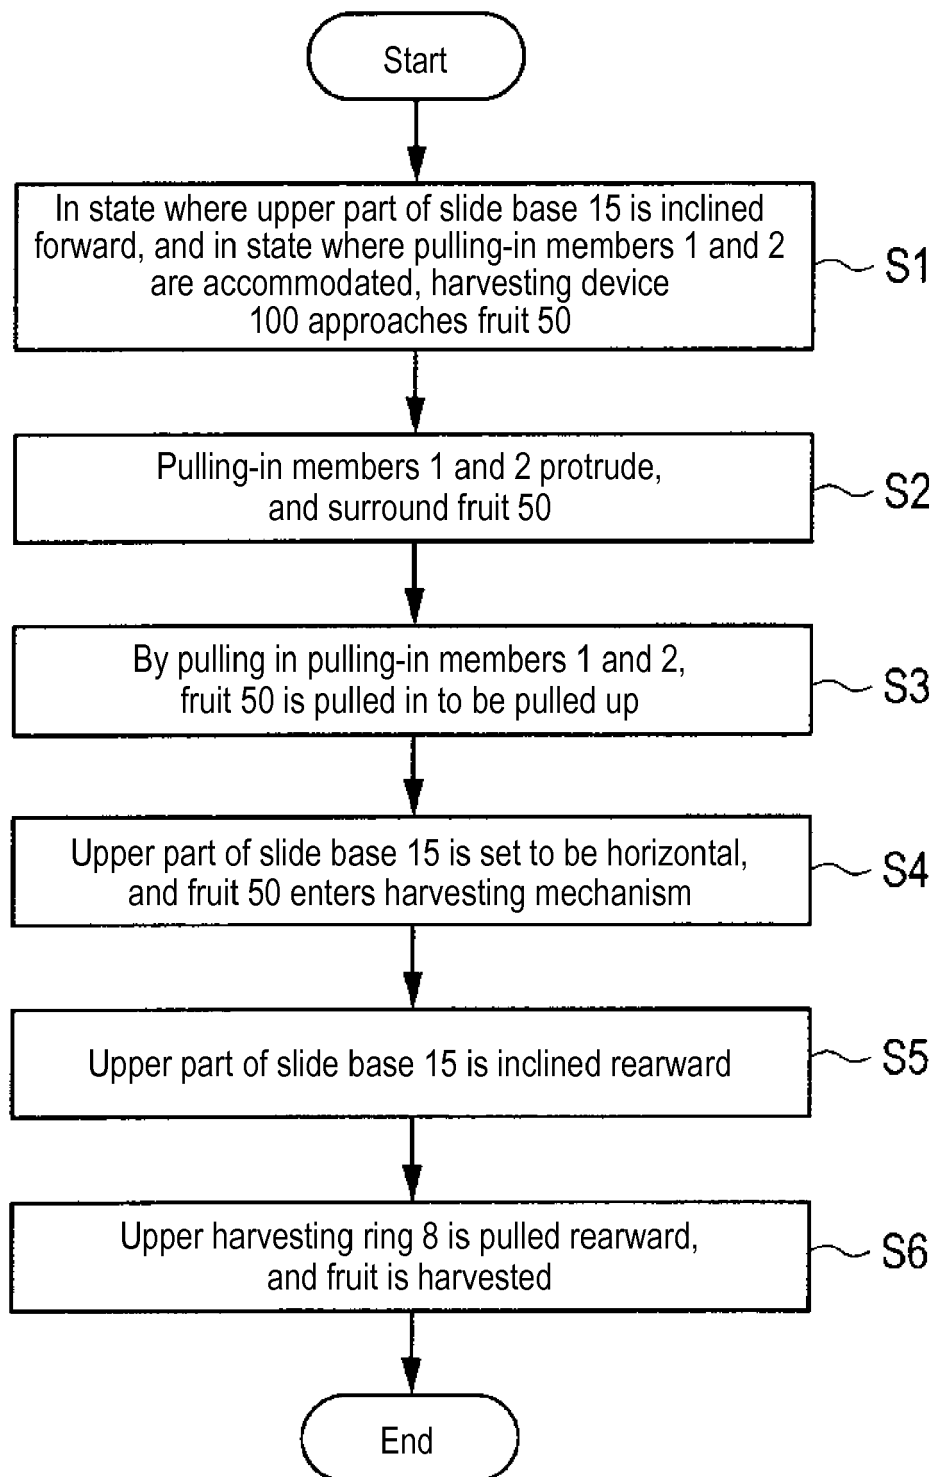 Start
In state where upper part of slide base 15 is inclined
forward, and in state where pulling-in members 1 and 2
are accommodated, harvesting device
100 approaches fruit 50
S1
Pulling-in members 1 and 2 protrude,
and surround fruit 50
S2
By pulling in pulling-in members 1 and 2,
fruit 50 is pulled in to be pulled up
S3
Upper part of slide base 15 is set to be horizontal,
and fruit 50 enters harvesting mechanism
S4
Upper part of slide base 15 is inclined rearward
S5
Upper harvesting ring 8 is pulled rearward,
and fruit is harvested
S6
End